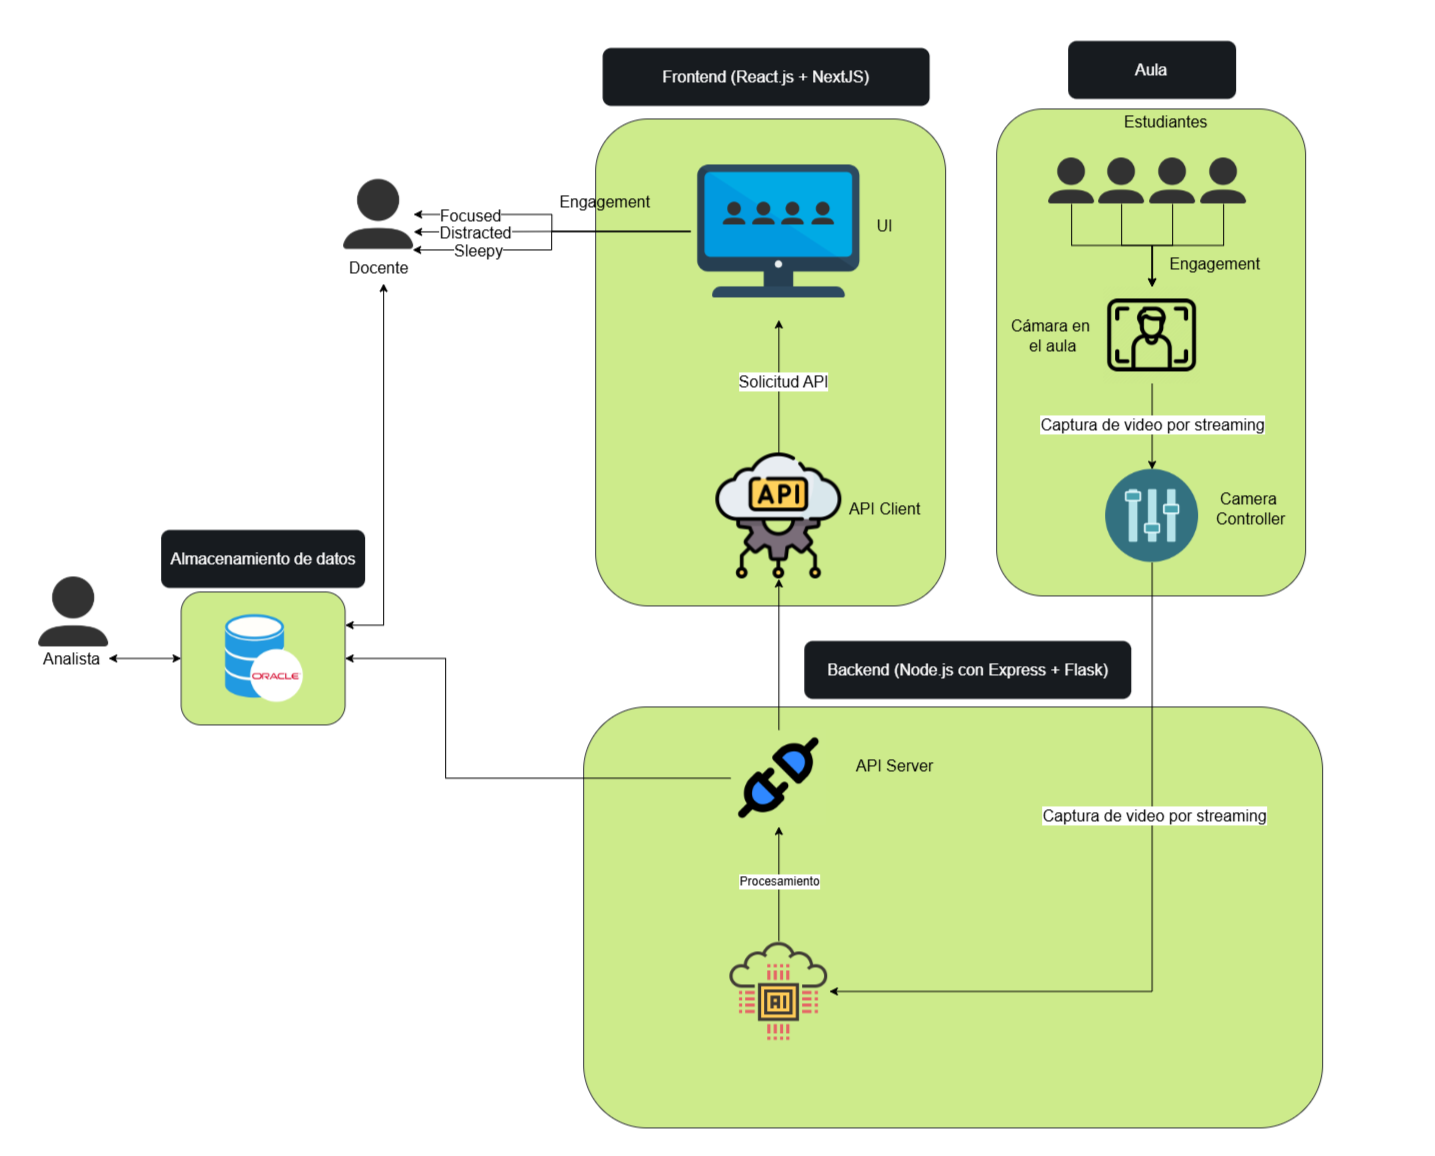 Frontend (React.js + NextJS)
Aula
Estudiantes
Engagement
Focused
Distracted
Sleepy
UI
Docente
Engagement
Cámara en
el aula
Solicitud API
Captura de video por streaming
API
API Client
Camera
Controller
Almacenamiento de datos
Analista
ORACLE
Backend (Node.js con Express + Flask)
API Server
Captura de video por streaming
Procesamiento
AI